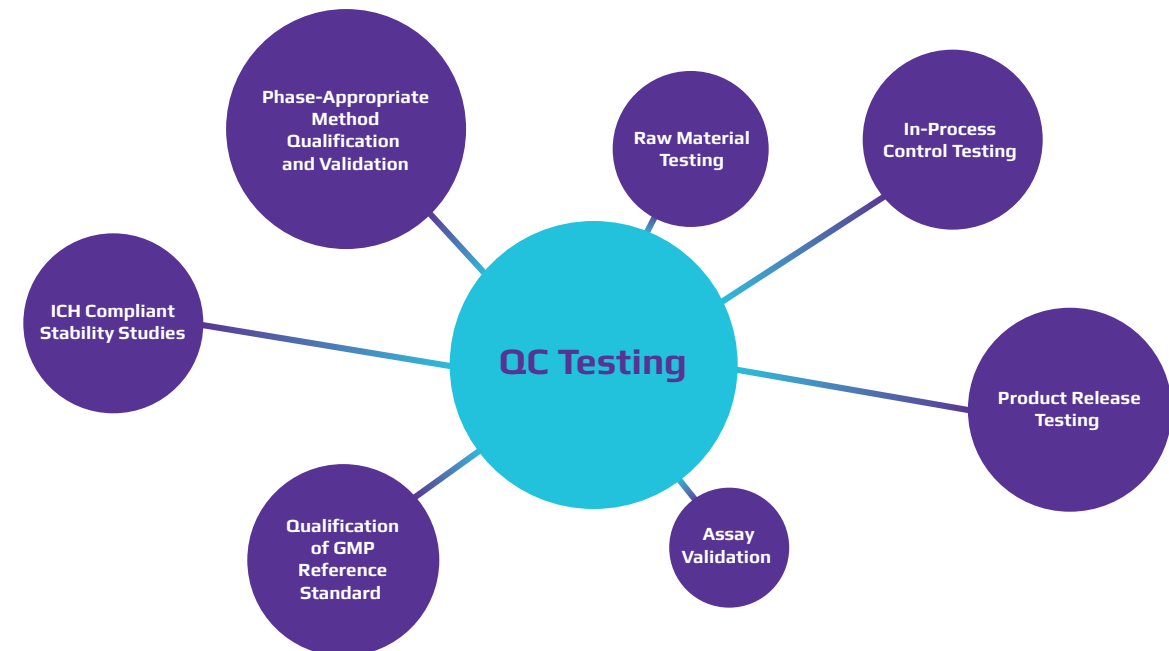 Phase-Appropriate
Method
Qualification
and Validation
Raw Material
Testing
In-Process
Control Testing
ICH Compliant
Stability Studies
QC Testing
Product Release
Testing
Qualification
of GMP
Reference
Standard
Assay
Validation